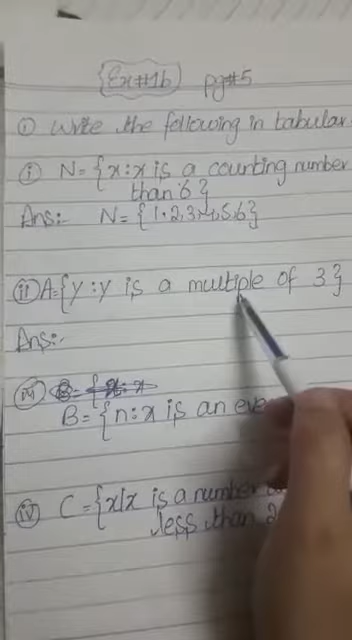 {Ex#1b} pg#5
① Write the following in tabular
ⓘ N={x:x is a counting number
than 6}
Ans:- N={1,2,3,4,5,6}
ⓘⓘ A={y:y is a multiple of 3}
Ans:-
ⓘⓘⓘ B={x:x
B={n:x is an eve
ⓘⓥ C={x/x is a number
less than 2